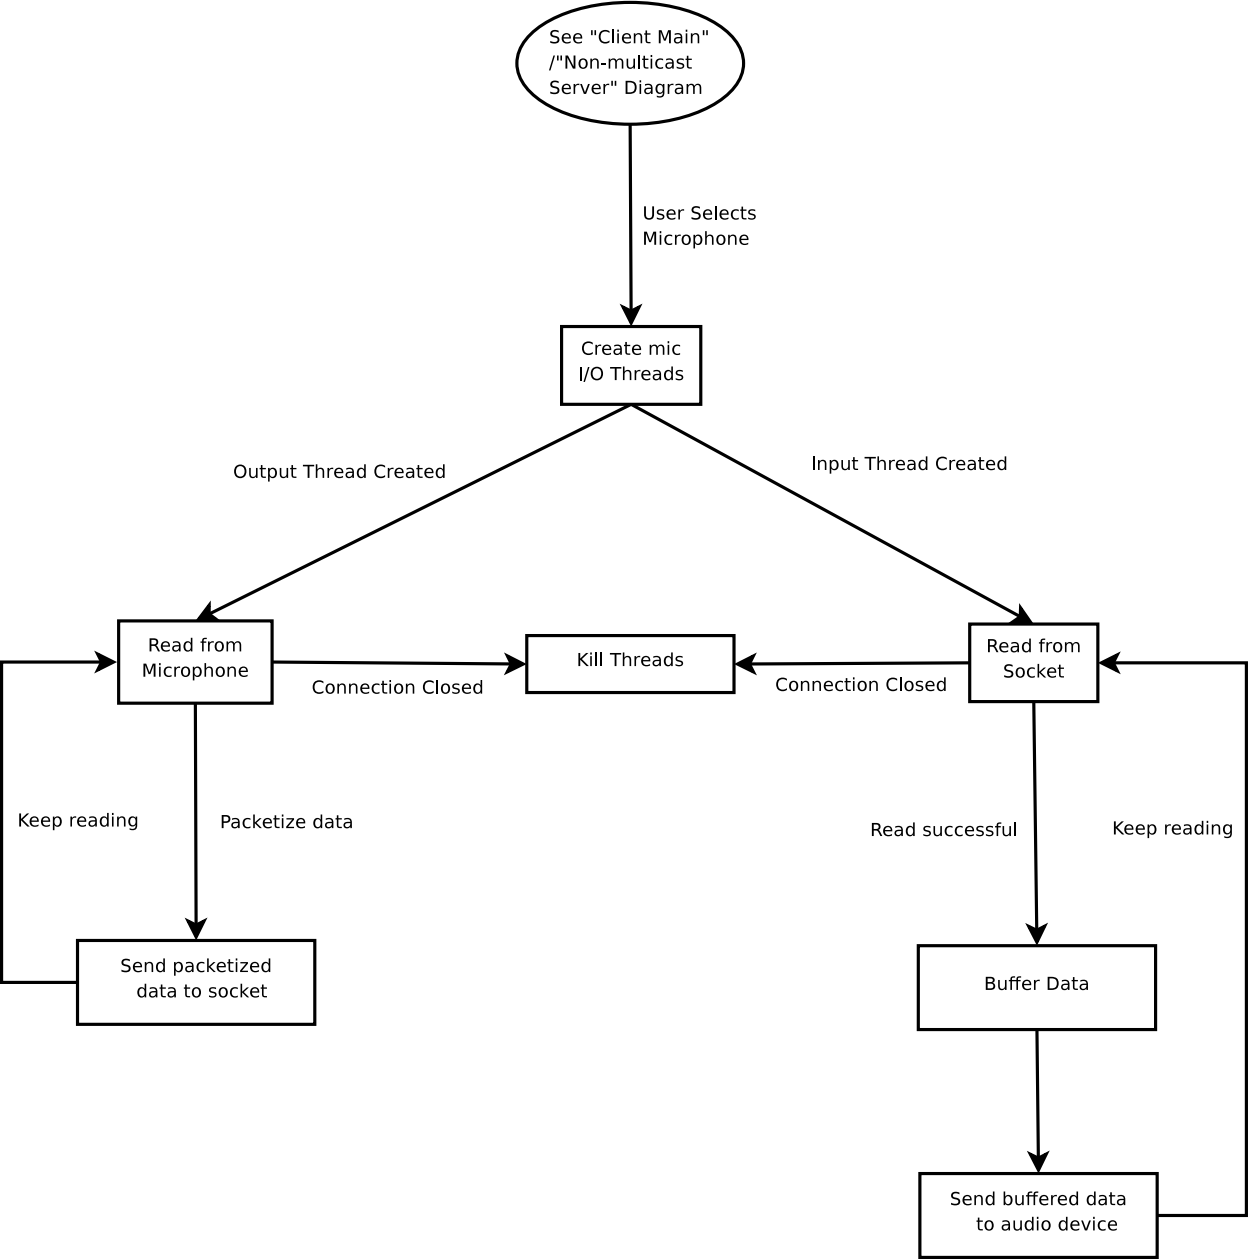 See "Client Main"
/"Non-multicast
Server" Diagram
User Selects
Microphone
Create mic
I/O Threads
Output Thread Created
Input Thread Created
Read from
Microphone
Connection Closed
Kill Threads
Connection Closed
Read from
Socket
Keep reading
Packetize data
Read successful
Keep reading
Send packetized
data to socket
Buffer Data
Send buffered data
to audio device